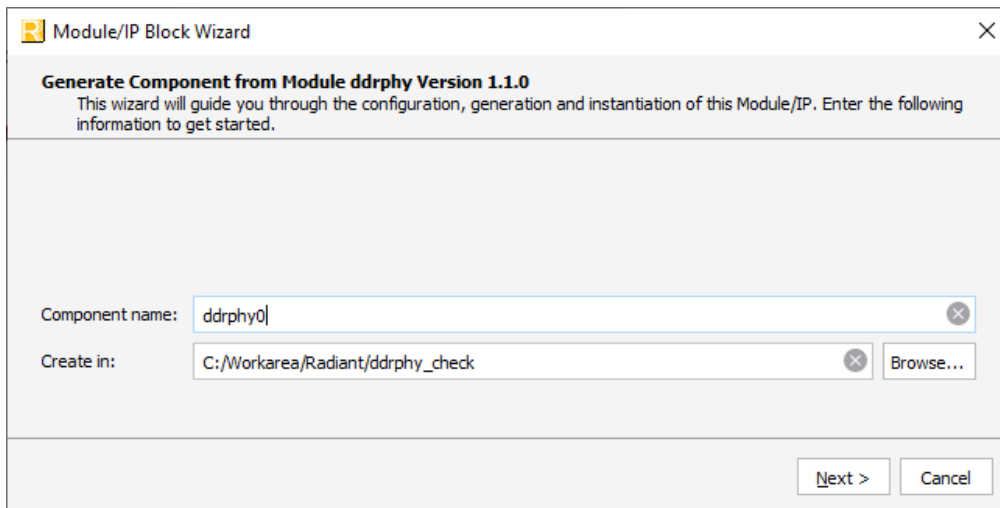 Module/IP Block Wizard
Generate Component from Module ddrphy Version 1.1.0
This wizard will guide you through the configuration, generation and instantiation of this Module/IP. Enter the following
information to get started.
Component name: ddrphy0
Create in: C:/Workarea/Radiant/ddrphy_check Browse...
Next > Cancel